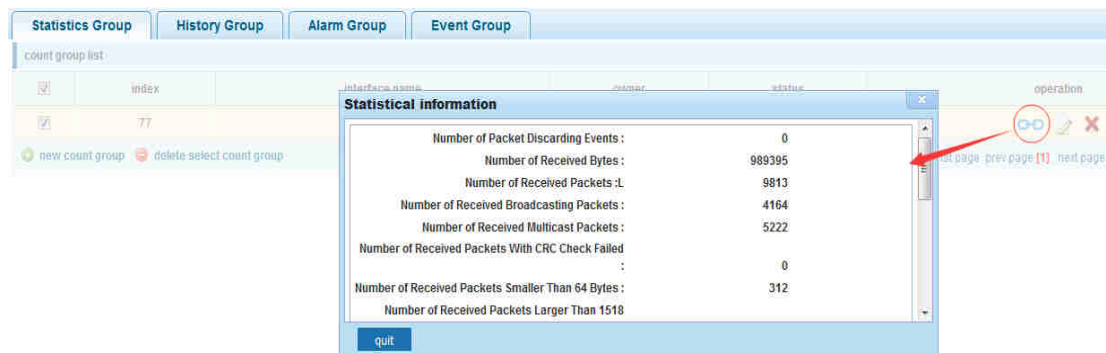 Statistics Group History Group Alarm Group Event Group
count group list
index interface name owner status operation
Statistical information
77
Number of Packet Discarding Events : 0
Number of Received Bytes : 989395
Number of Received Packets :L 9813
Number of Received Broadcasting Packets : 4164
Number of Received Multicast Packets : 5222
Number of Received Packets With CRC Check Failed
: 0
Number of Received Packets Smaller Than 64 Bytes : 312
Number of Received Packets Larger Than 1518
new count group delete select count group
page prev page [1] next page
quit